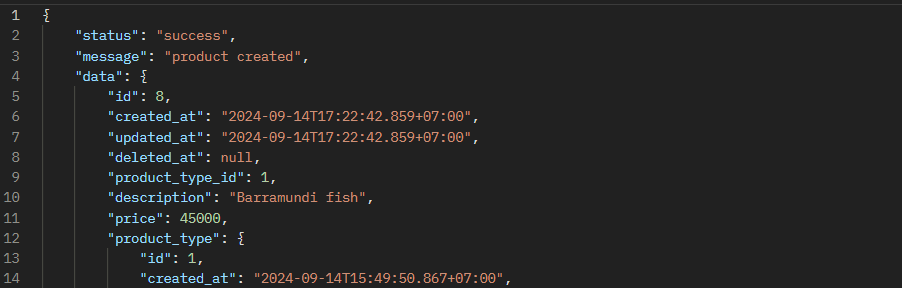 1 {
2 "status": "success",
3 "message": "product created",
4 "data": {
5 "id": 8,
6 "created_at": "2024-09-14T17:22:42.859+07:00",
7 "updated_at": "2024-09-14T17:22:42.859+07:00",
8 "deleted_at": null,
9 "product_type_id": 1,
10 "description": "Barramundi fish",
11 "price": 45000,
12 "product_type": {
13 "id": 1,
14 "created_at": "2024-09-14T15:49:50.867+07:00",